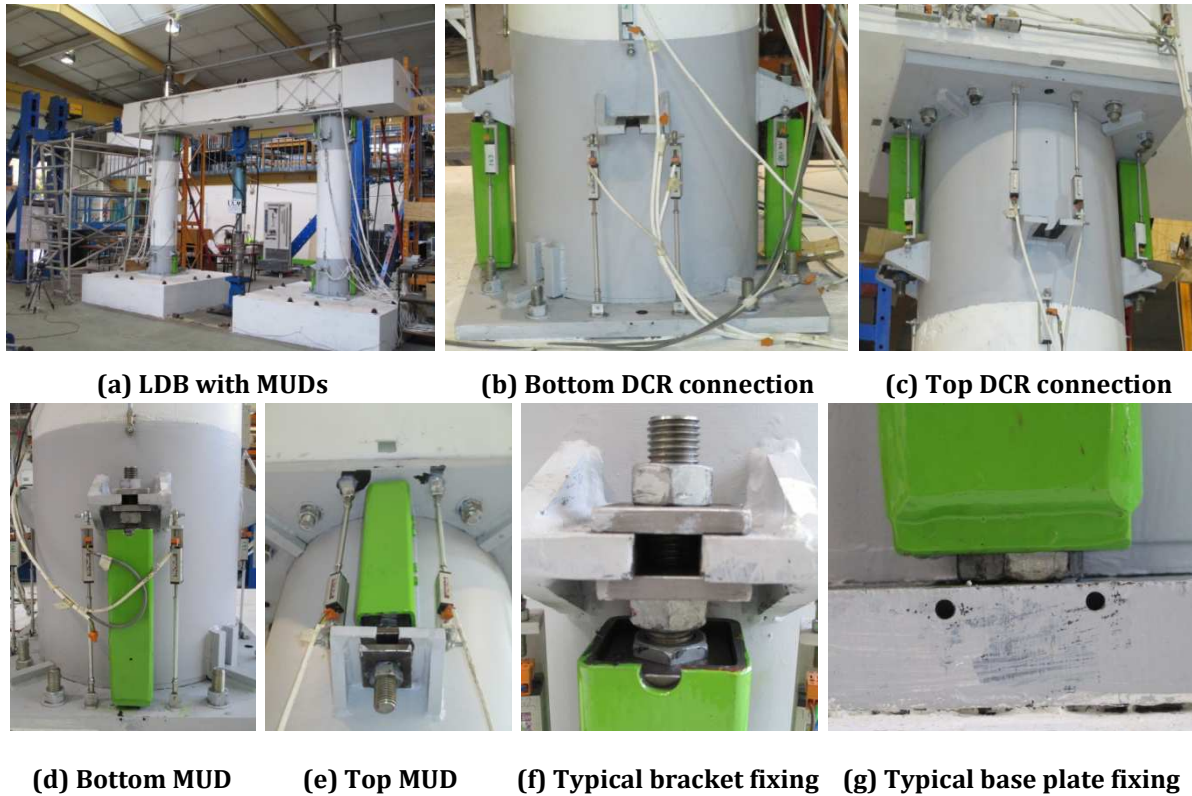 (a) LDB with MUDs
(b) Bottom DCR connection
(c) Top DCR connection
(d) Bottom MUD
(e) Top MUD
(f) Typical bracket fixing
(g) Typical base plate fixing